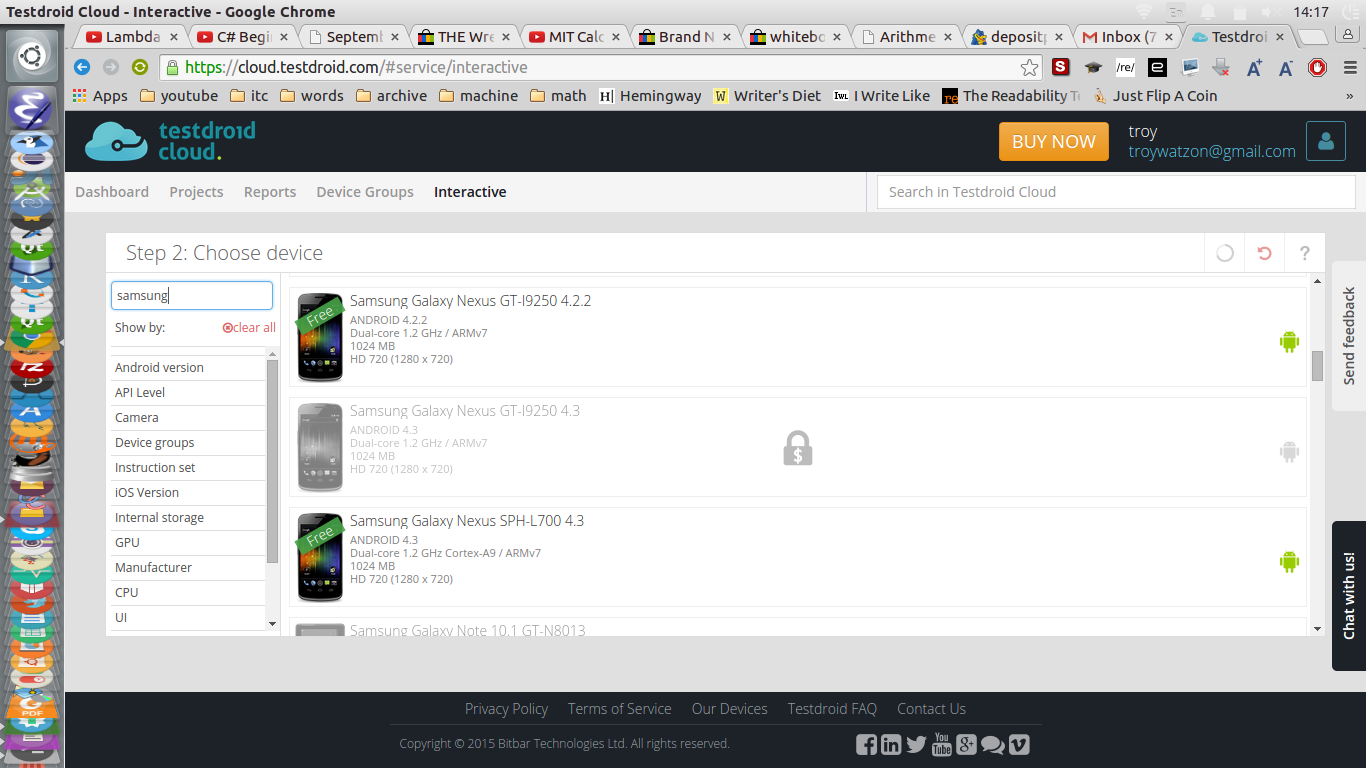 Testdroid Cloud - Interactive - Google Chrome
14:17
Lambda
C# Begi
Septemb
THE Wre
MIT Calc
Brand N
whitebo
Arithme
deposit
Inbox (7
Testdroi
https://cloud.testdroid.com/#service/interactive
S
/re/
e
A+
A-
Apps
youtube
itc
words
archive
machine
math
H Hemingway
W Writer's Diet
IWL I Write Like
re The Readability T
Just Flip A Coin
»
testdroid
cloud.
BUY NOW
troy
troywatzon@gmail.com
Dashboard
Projects
Reports
Device Groups
Interactive
Search in Testdroid Cloud
Step 2: Choose device
?
samsung
Show by:
clear all
Android version
API Level
Camera
Device groups
Instruction set
iOS Version
Internal storage
GPU
Manufacturer
CPU
UI
Free
Samsung Galaxy Nexus GT-I9250 4.2.2
ANDROID 4.2.2
Dual-core 1.2 GHz / ARMv7
1024 MB
HD 720 (1280 x 720)
Samsung Galaxy Nexus GT-I9250 4.3
ANDROID 4.3
Dual-core 1.2 GHz / ARMv7
1024 MB
HD 720 (1280 x 720)
$
Free
Samsung Galaxy Nexus SPH-L700 4.3
ANDROID 4.3
Dual-core 1.2 GHz Cortex-A9 / ARMv7
1024 MB
HD 720 (1280 x 720)
Samsung Galaxy Note 10.1 GT-N8013
Send feedback
Chat with us!
Privacy Policy
Terms of Service
Our Devices
Testdroid FAQ
Contact Us
Copyright © 2015 Bitbar Technologies Ltd. All rights reserved.
You
Tube
PDF